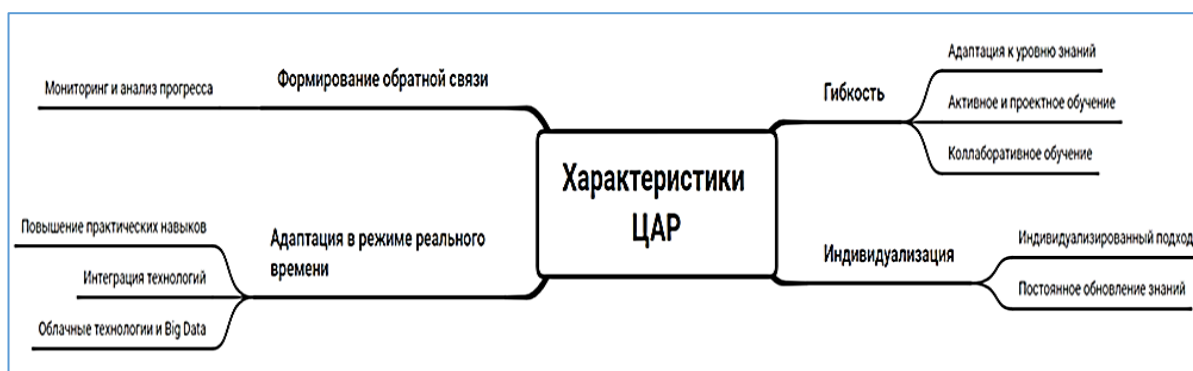 Характеристики
ЦАР
Формирование обратной связи
Мониторинг и анализ прогресса
Адаптация в режиме реального
времени
Повышение практических навыков
Интеграция технологий
Облачные технологии и Big Data
Гибкость
Адаптация к уровню знаний
Активное и проектное обучение
Коллаборативное обучение
Индивидуализация
Индивидуализированный подход
Постоянное обновление знаний